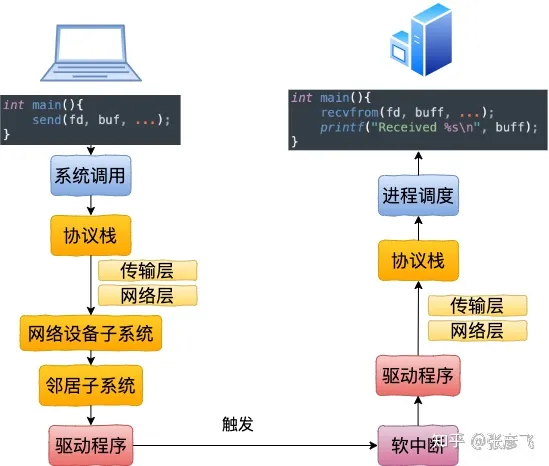 int main(){
send(fd, buf, ...);
}
系统调用
协议栈
传输层
网络层
网络设备子系统
邻居子系统
驱动程序
触发
int main(){
recvfrom(fd, buff, ...);
printf("Received %s\n", buff);
}
进程调度
协议栈
传输层
网络层
驱动程序
软中断
知乎 @张彦飞